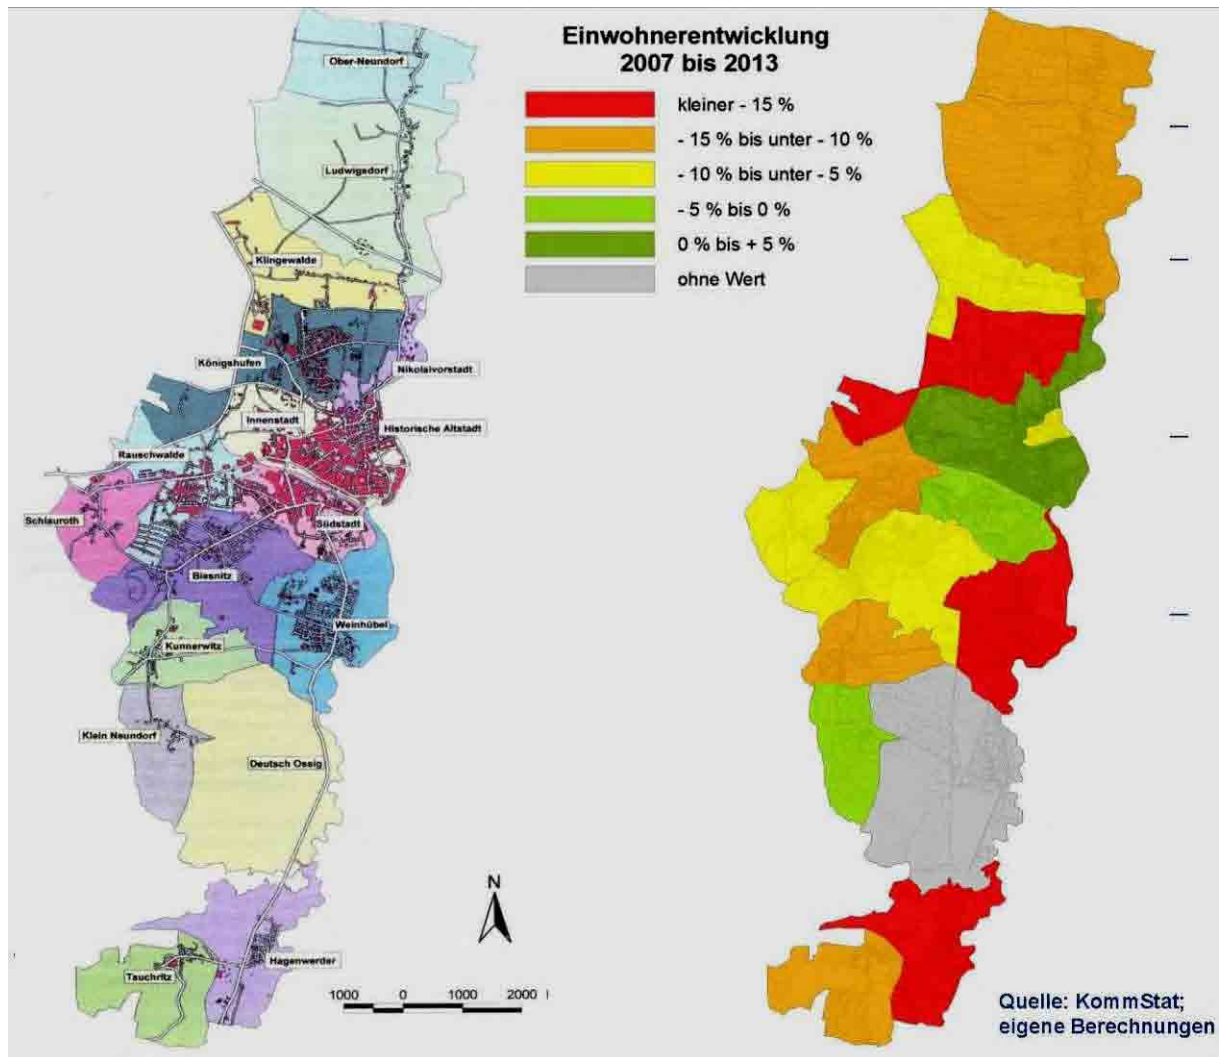 Ober-Neundorf
Ludwigsdorf
Klingewalde
Königshufen
Nikolaivorstadt
Innenstadt
Historische Altstadt
Rauschwalde
Schlauroth
Südstadt
Biesnitz
Weinhübel
Kunnerwitz
Klein Neundorf
Deutsch Ossig
Hagenwerder
Tauchritz
N
1000 0 1000 2000
Einwohnerentwicklung
2007 bis 2013
kleiner - 15 %
- 15 % bis unter - 10 %
- 10 % bis unter - 5 %
- 5 % bis 0 %
0 % bis + 5 %
ohne Wert
Quelle: KommStat;
eigene Berechnungen